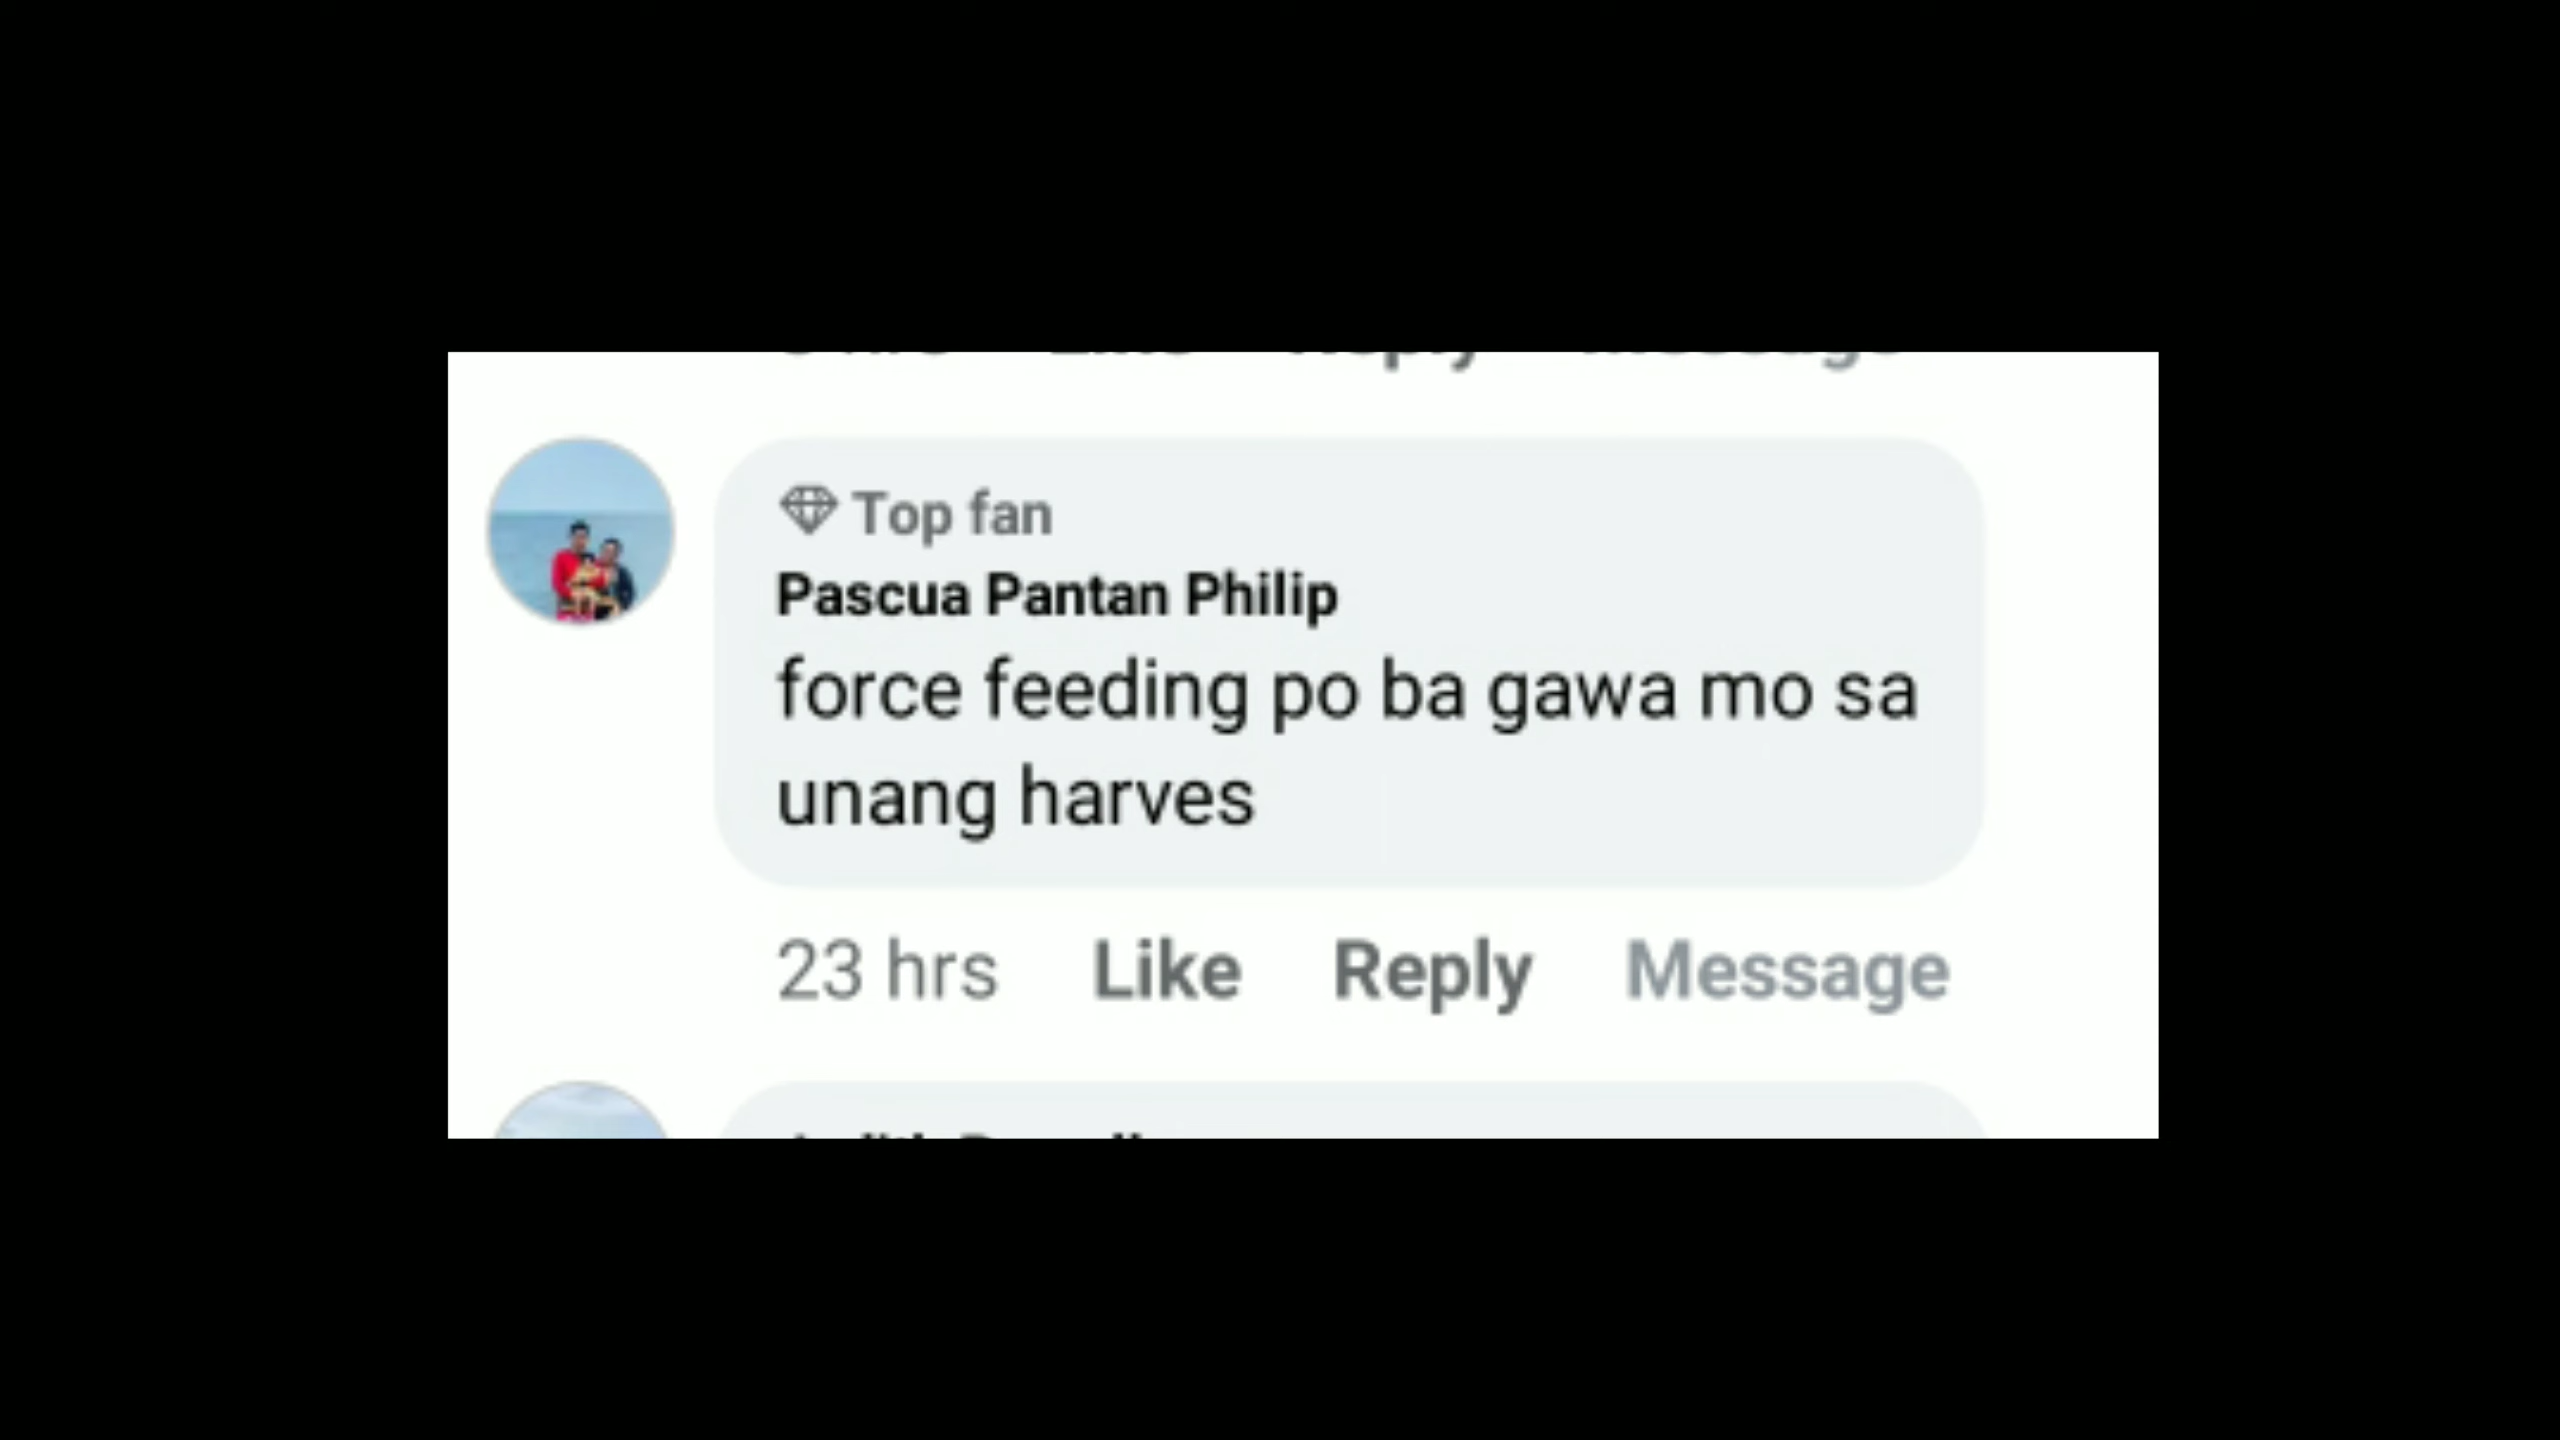 Top fan
Pascua Pantan Philip
force feeding po ba gawa mo sa
unang harves
23 hrs Like Reply Message